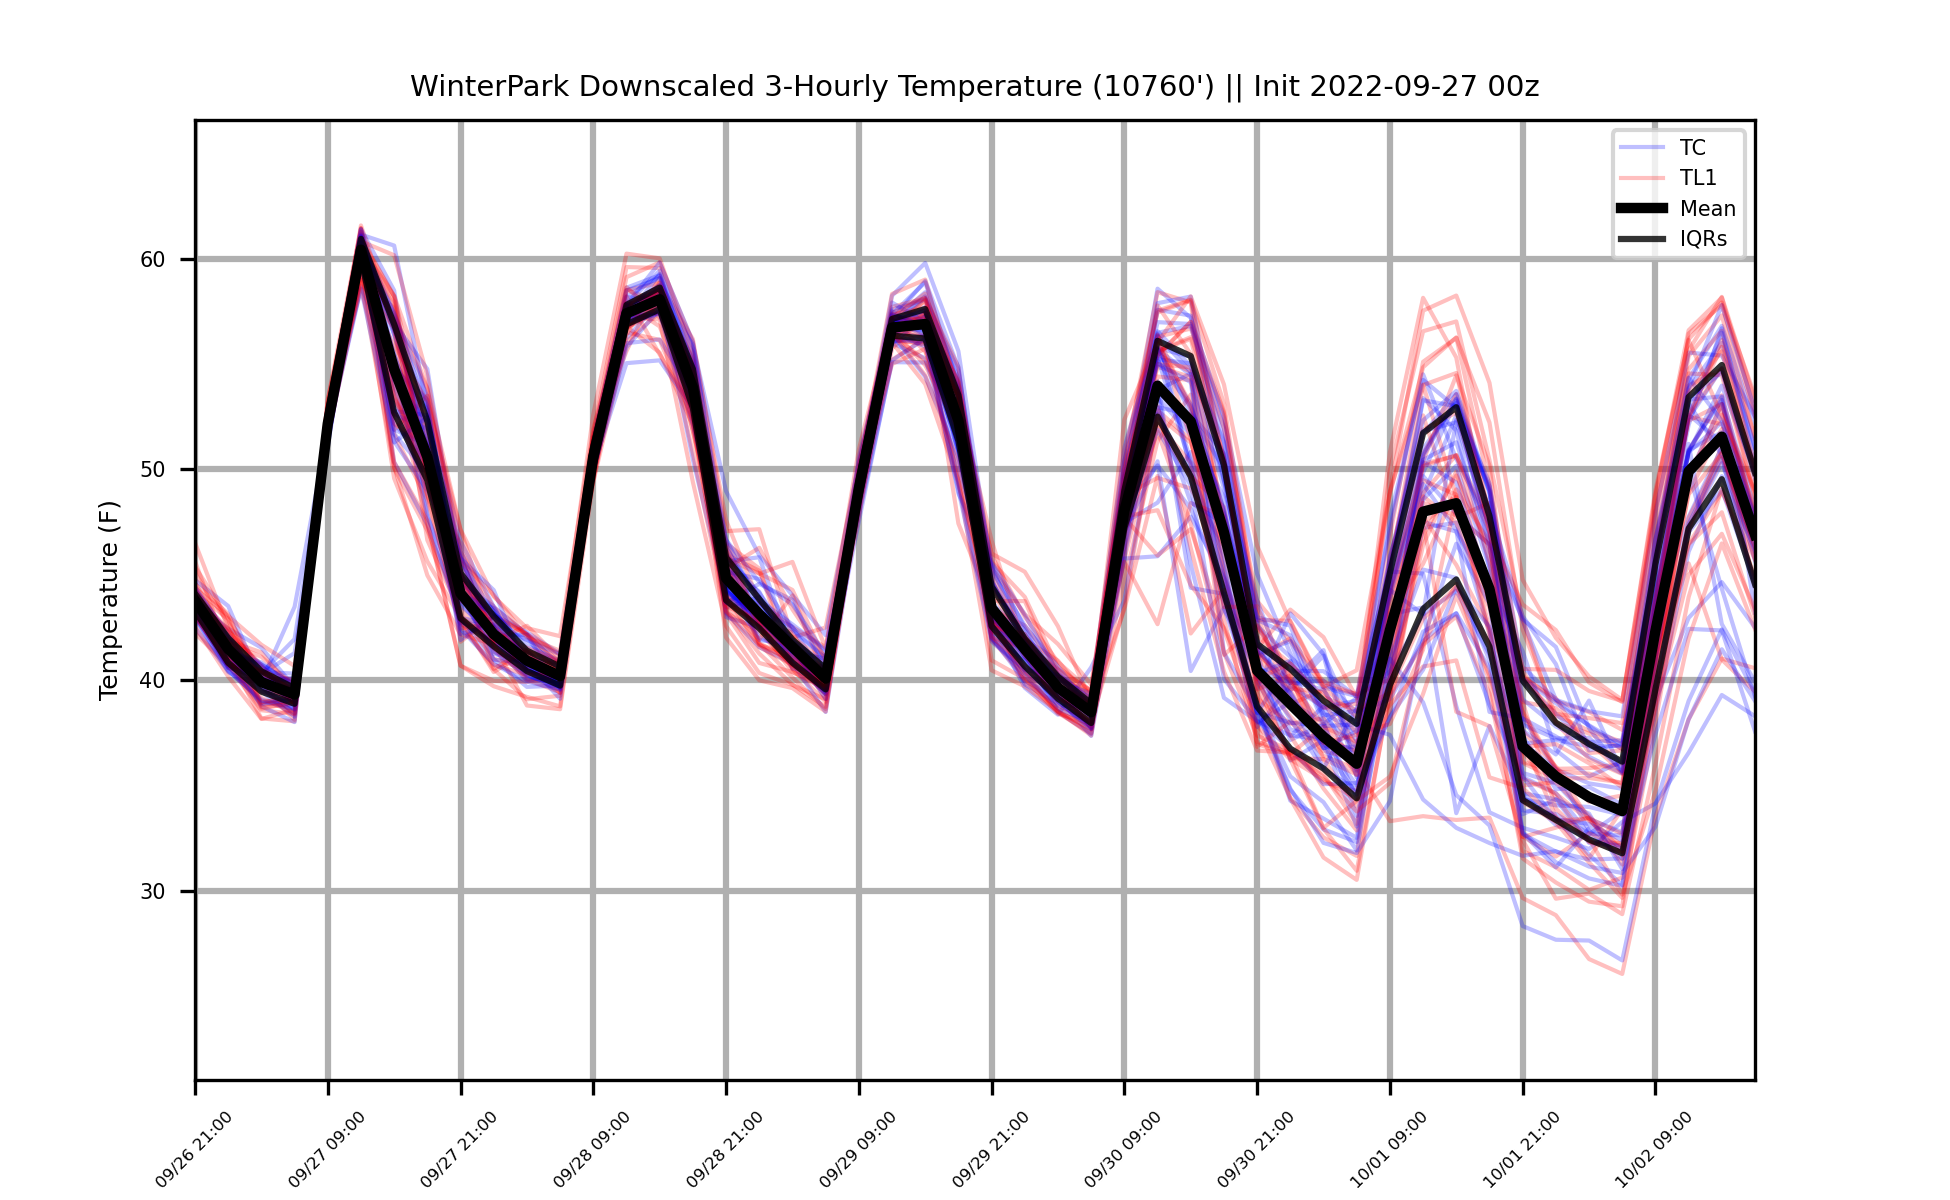 WinterPark Downscaled 3-Hourly Temperature (10760') || Init 2022-09-27 00z
TC
TL1
Mean
IQRs
Temperature (F)
60
50
40
30
09/26 21:00
09/27 09:00
09/27 21:00
09/28 09:00
09/28 21:00
09/29 09:00
09/29 21:00
09/30 09:00
09/30 21:00
10/01 09:00
10/01 21:00
10/02 09:00